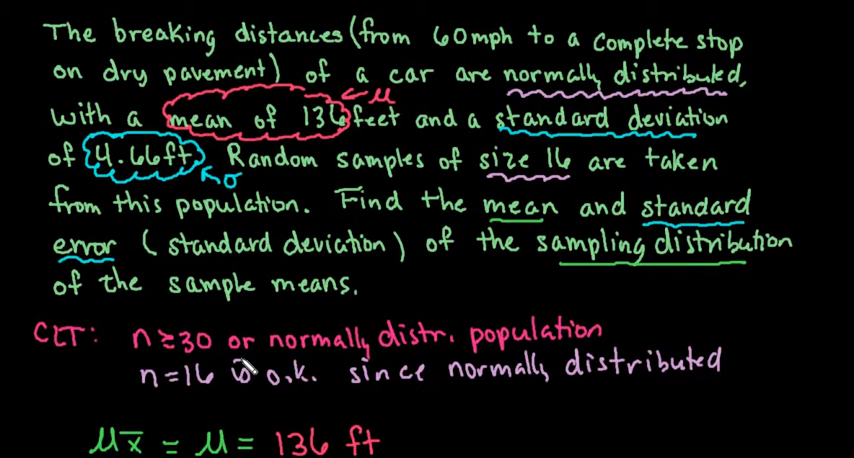 The breaking distances (from 60mph to a complete stop
on dry pavement) of a car are normally distributed,
with a mean of 136 feet and a standard deviation
μ
of 4.66ft. Random samples of size 16 are taken
σ
from this population. Find the mean and standard
error (standard deviation) of the sampling distribution
of the sample means.
CLT: n ≥ 30 or normally distr. population
n = 16 is o.k. since normally distributed
μx̄ = μ = 136 ft